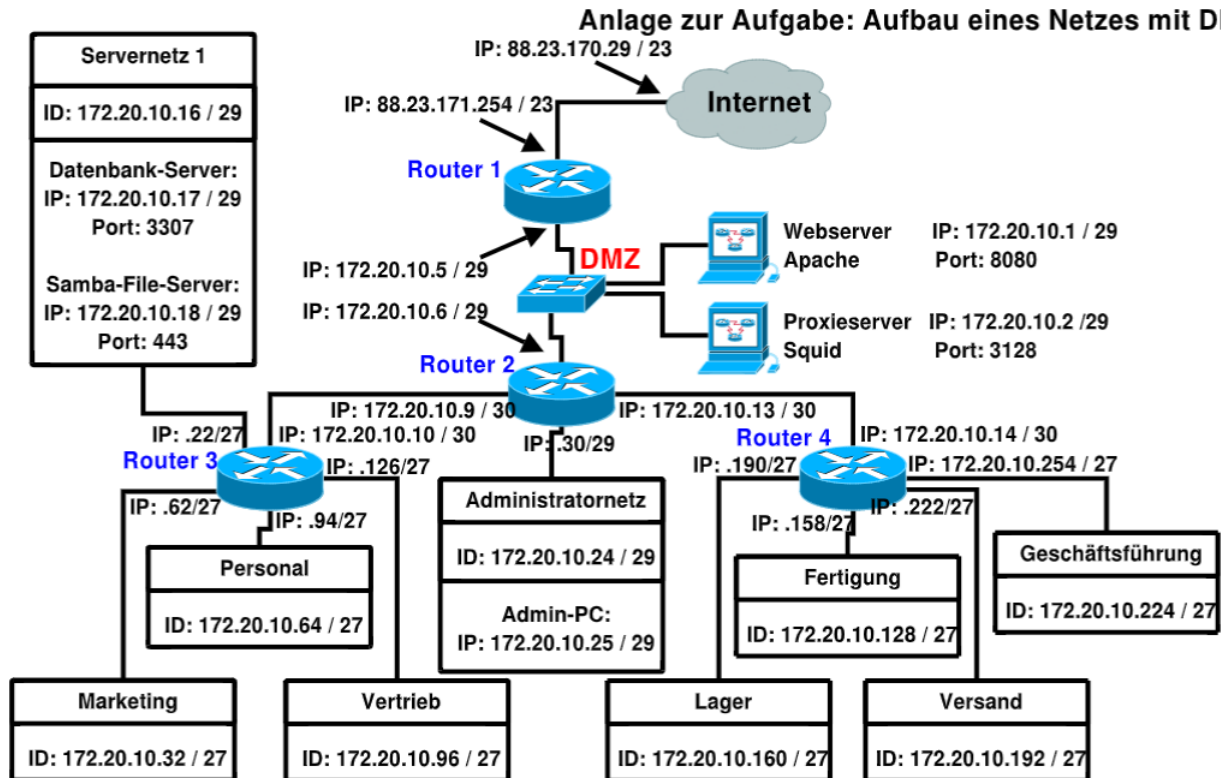 Anlage zur Aufgabe: Aufbau eines Netzes mit D
IP: 88.23.170.29 / 23
Internet
IP: 88.23.171.254 / 23
Router 1
Servernetz 1
ID: 172.20.10.16 / 29
Datenbank-Server:
IP: 172.20.10.17 / 29
Port: 3307
Samba-File-Server:
IP: 172.20.10.18 / 29
Port: 443
IP: 172.20.10.5 / 29
DMZ
Webserver
Apache
IP: 172.20.10.1 / 29
Port: 8080
IP: 172.20.10.6 / 29
Proxieserver
Squid
IP: 172.20.10.2 /29
Port: 3128
Router 2
IP: 172.20.10.9 / 30
IP: 172.20.10.13 / 30
IP: .30/29
IP: .22/27
IP: 172.20.10.10 / 30
Router 3
IP: .126/27
IP: .62/27
IP: .94/27
Router 4
IP: 172.20.10.14 / 30
IP: .190/27
IP: 172.20.10.254 / 27
IP: .222/27
IP: .158/27
Administratornetz
ID: 172.20.10.24 / 29
Admin-PC:
IP: 172.20.10.25 / 29
Personal
ID: 172.20.10.64 / 27
Fertigung
ID: 172.20.10.128 / 27
Geschäftsführung
ID: 172.20.10.224 / 27
Marketing
ID: 172.20.10.32 / 27
Vertrieb
ID: 172.20.10.96 / 27
Lager
ID: 172.20.10.160 / 27
Versand
ID: 172.20.10.192 / 27